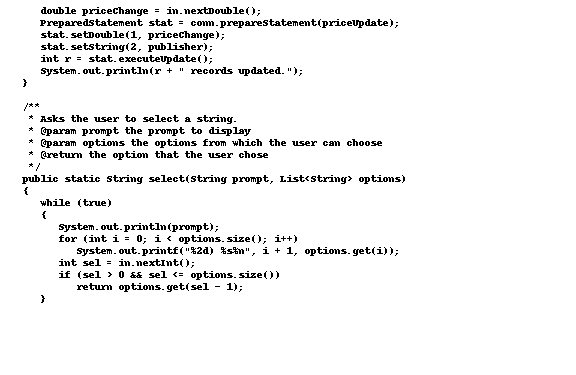 double priceChange = in.nextDouble();
PreparedStatement stat = conn.prepareStatement(priceUpdate);
stat.setDouble(1, priceChange);
stat.setString(2, publisher);
int r = stat.executeUpdate();
System.out.println(r + " records updated.");
}
/**
* Asks the user to select a string.
* @param prompt the prompt to display
* @param options the options from which the user can choose
* @return the option that the user chose
*/
public static String select(String prompt, List<String> options)
{
while (true)
{
System.out.println(prompt);
for (int i = 0; i < options.size(); i++)
System.out.printf("%2d) %s%n", i + 1, options.get(i));
int sel = in.nextInt();
if (sel > 0 && sel <= options.size())
return options.get(sel - 1);
}